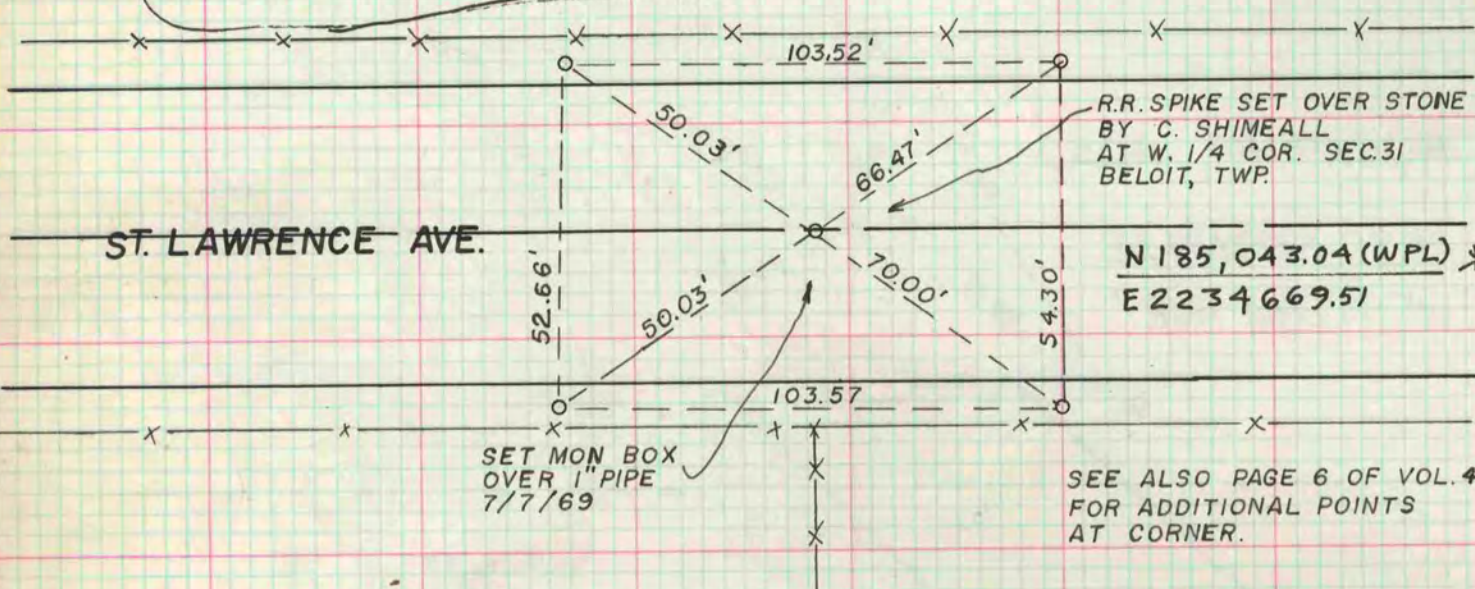 103.52'
50.03'
66.47'
R.R. SPIKE SET OVER STONE
BY C. SHIMEALL
AT W. 1/4 COR. SEC.31
BELOIT, TWP.
ST. LAWRENCE AVE.
52.66'
50.03'
70.00'
54.30'
N 185,043.04 (WPL)
E 2234669.51
103.57
SET MON BOX
OVER 1" PIPE
7/7/69
SEE ALSO PAGE 6 OF VOL.4
FOR ADDITIONAL POINTS
AT CORNER.